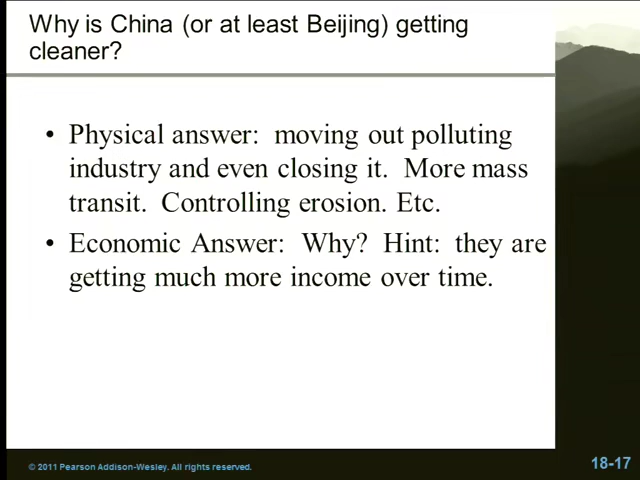 Why is China (or at least Beijing) getting
cleaner?
• Physical answer: moving out polluting
industry and even closing it. More mass
transit. Controlling erosion. Etc.
• Economic Answer: Why? Hint: they are
getting much more income over time.
© 2011 Pearson Addison-Wesley. All rights reserved.
18-17